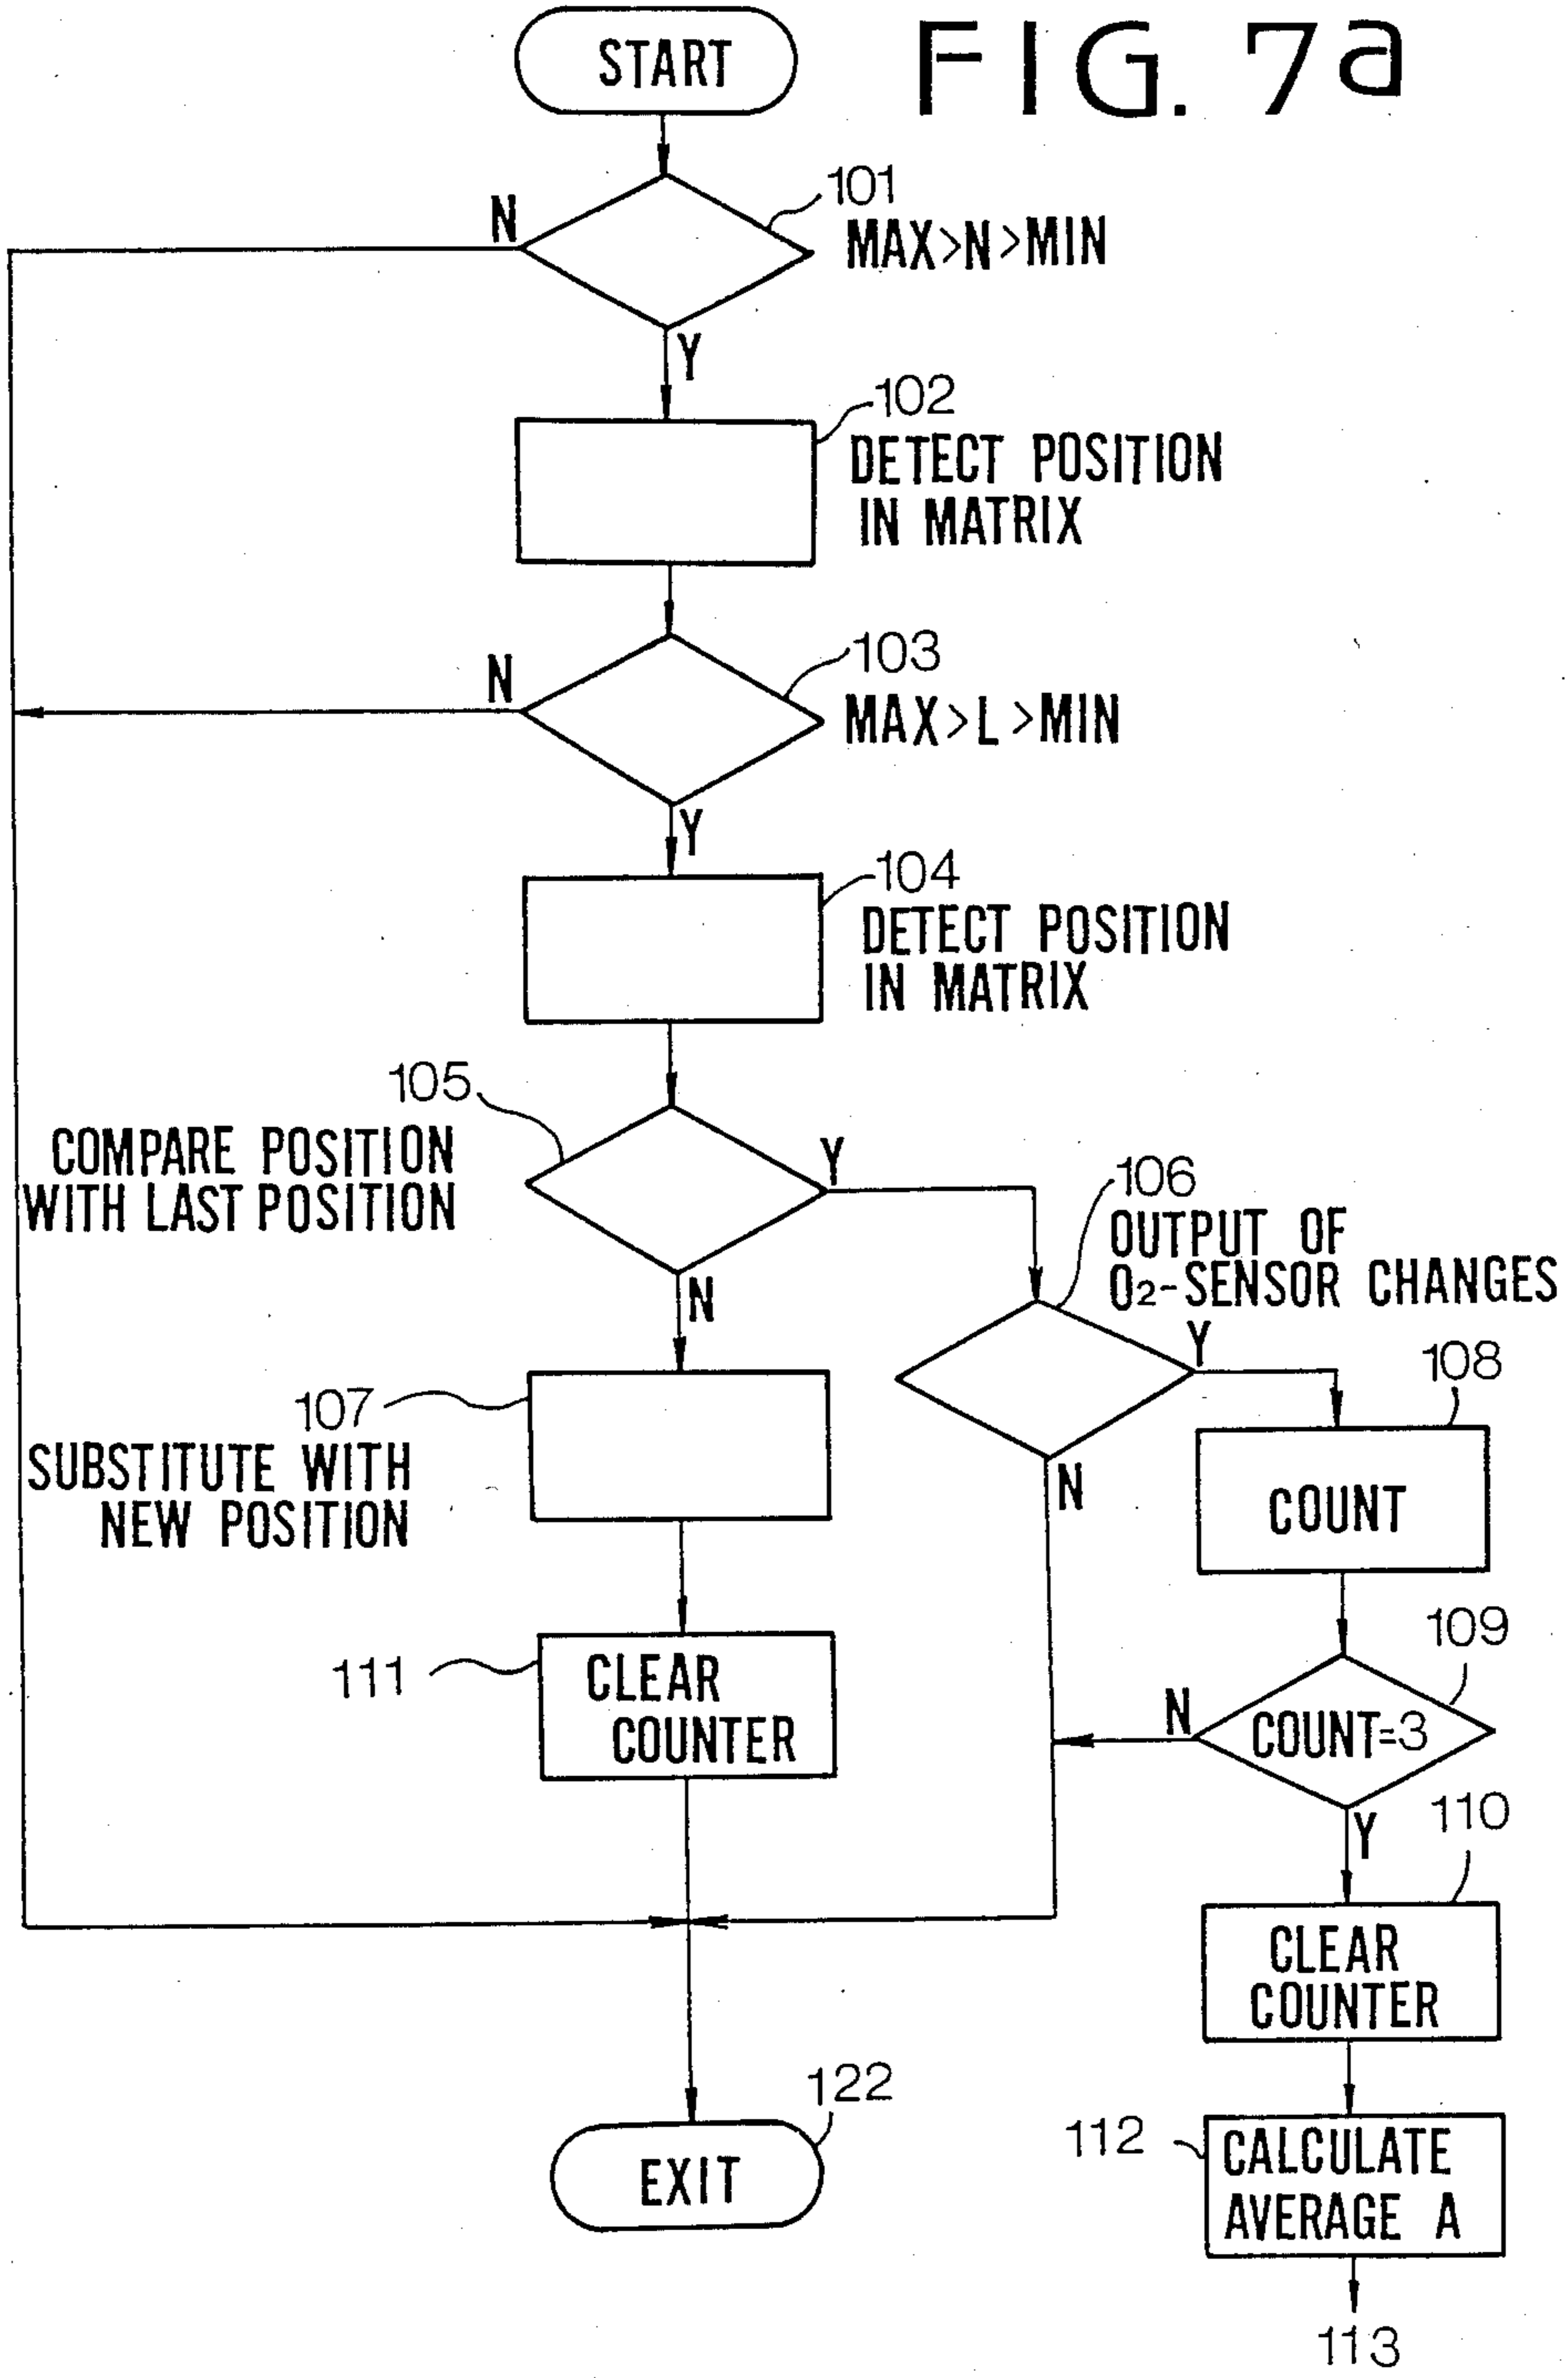 START
FIG. 7a
101
N
MAX>N>MIN
Y
102
DETECT POSITION
IN MATRIX
103
N
MAX>L>MIN
Y
104
DETECT POSITION
IN MATRIX
105
COMPARE POSITION
WITH LAST POSITION
Y
N
106
OUTPUT OF
O2-SENSOR CHANGES
Y
N
107
SUBSTITUTE WITH
NEW POSITION
108
COUNT
109
N
COUNT=3
Y
111
CLEAR
COUNTER
110
CLEAR
COUNTER
122
EXIT
112
CALCULATE
AVERAGE A
113